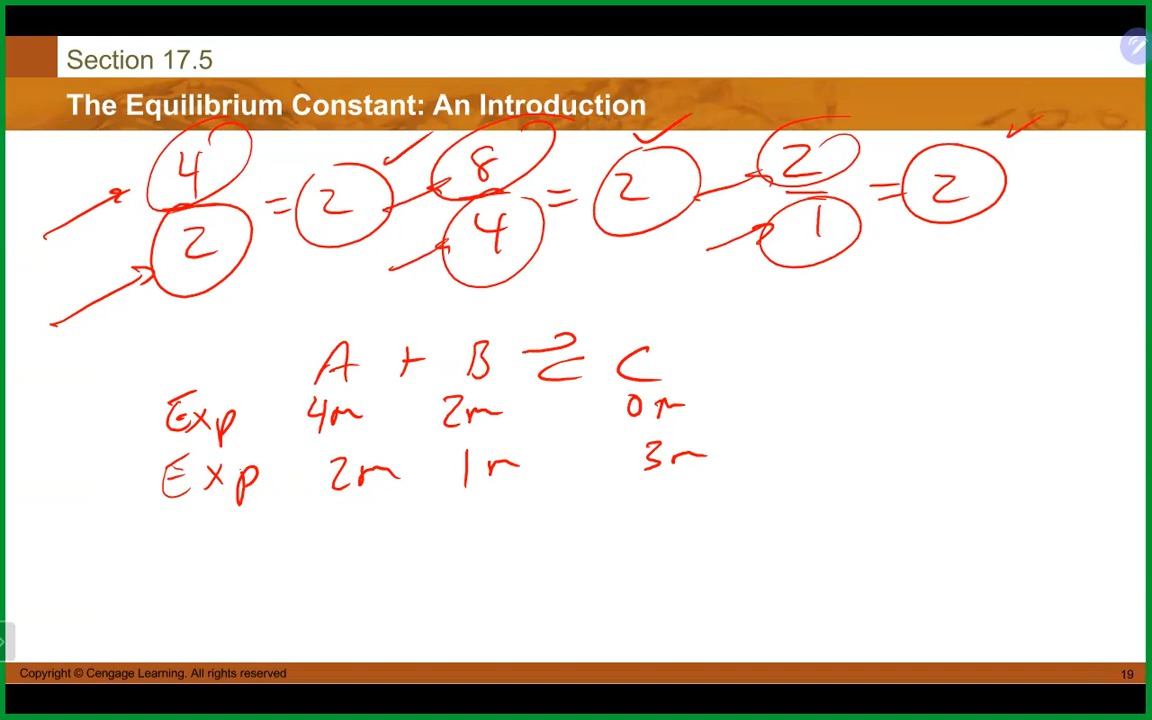 Section 17.5
The Equilibrium Constant: An Introduction
4/2 = 2 8/4 = 2 2/1 = 2
A + B ⇌ C
Exp 4m 2m 0m
Exp 2m 1m 3m
Copyright © Cengage Learning. All rights reserved 19